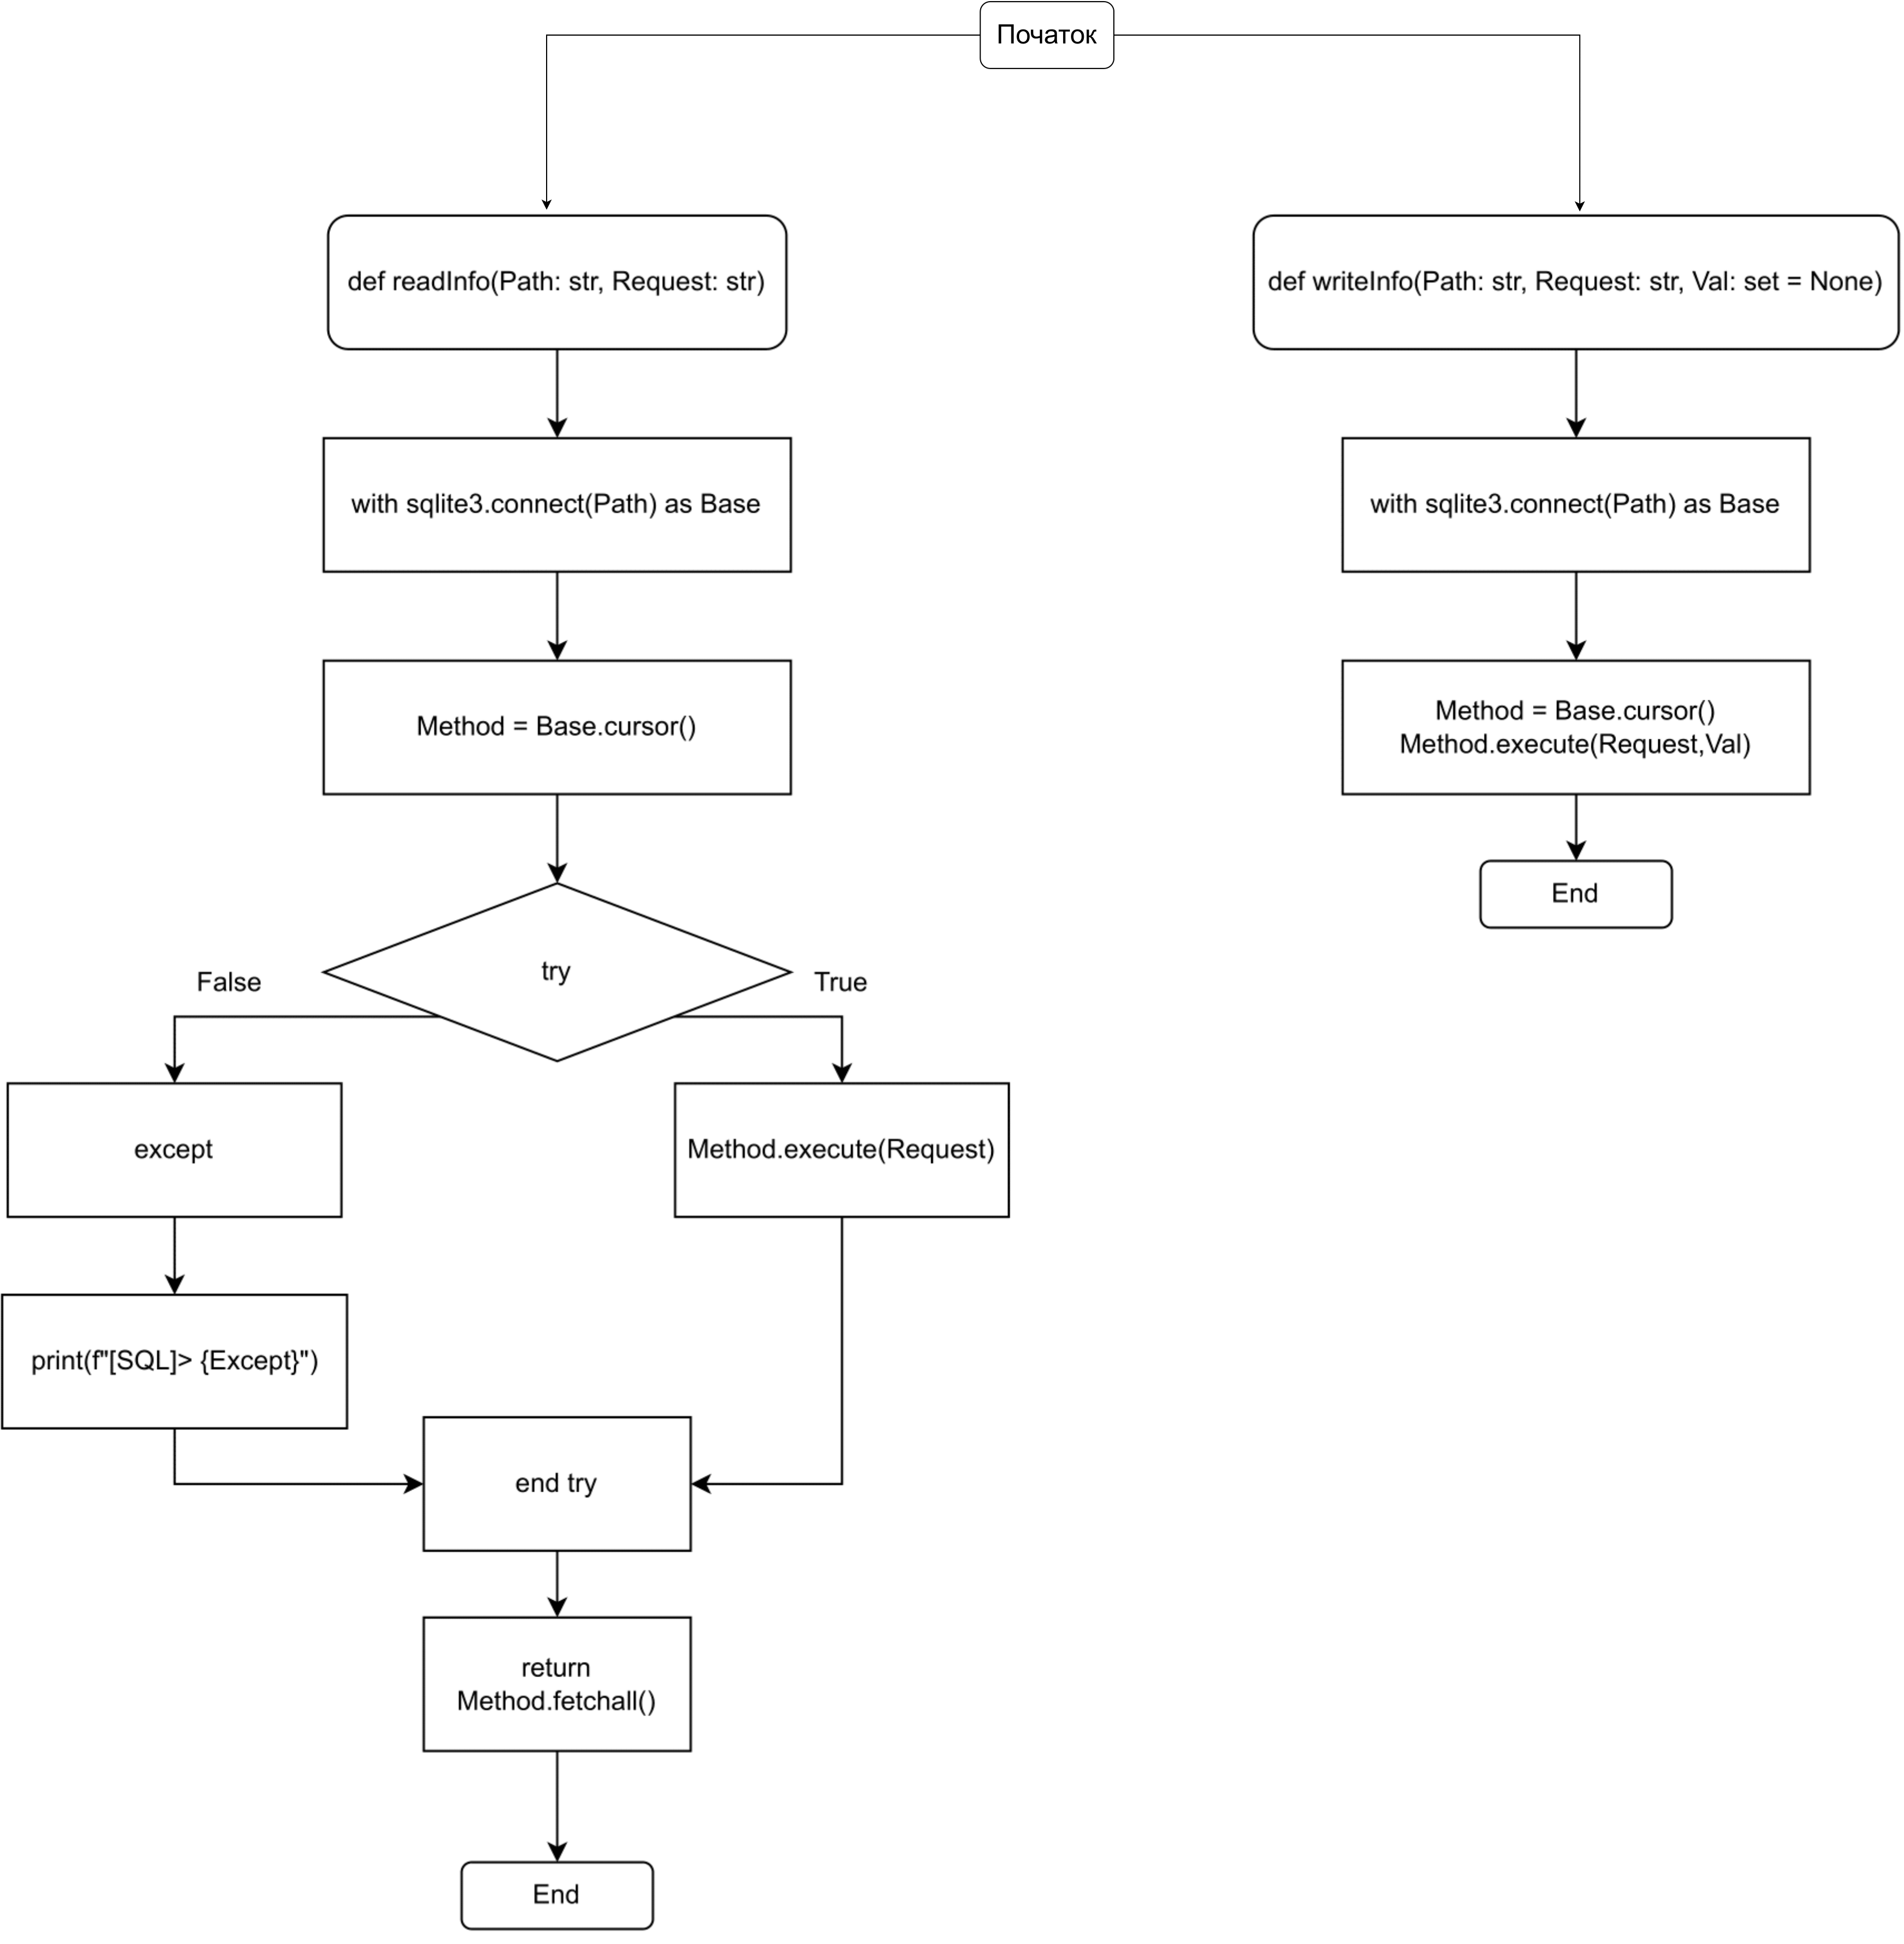 Початок
def readInfo(Path: str, Request: str)
with sqlite3.connect(Path) as Base
Method = Base.cursor()
try
False
True
except
Method.execute(Request)
print(f"[SQL]> {Except}")
end try
return
Method.fetchall()
End
def writeInfo(Path: str, Request: str, Val: set = None)
with sqlite3.connect(Path) as Base
Method = Base.cursor()
Method.execute(Request,Val)
End